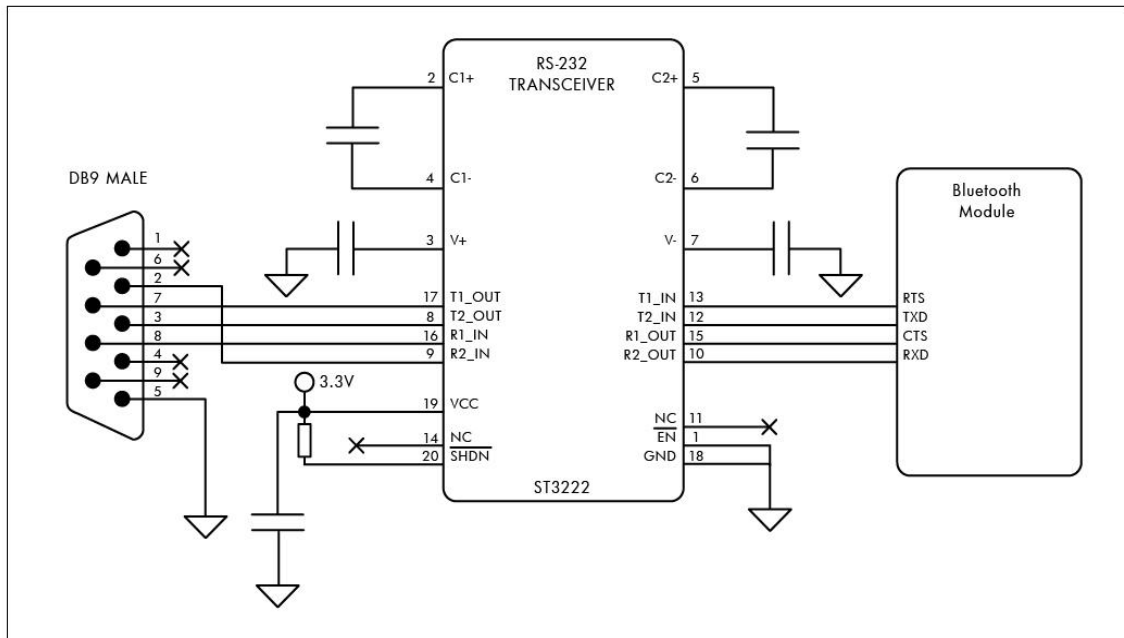 RS-232
TRANSCEIVER
2 C1+
C2+ 5
4 C1-
C2- 6
DB9 MALE
Bluetooth
Module
1
6
2
7
3
8
4
9
5
3 V+
V- 7
17 T1_OUT
8 T2_OUT
16 R1_IN
9 R2_IN
T1_IN 13
T2_IN 12
R1_OUT 15
R2_OUT 10
RTS
TXD
CTS
RXD
3.3V
19 VCC
14 NC
20 SHDN
NC 11
EN 1
GND 18
ST3222